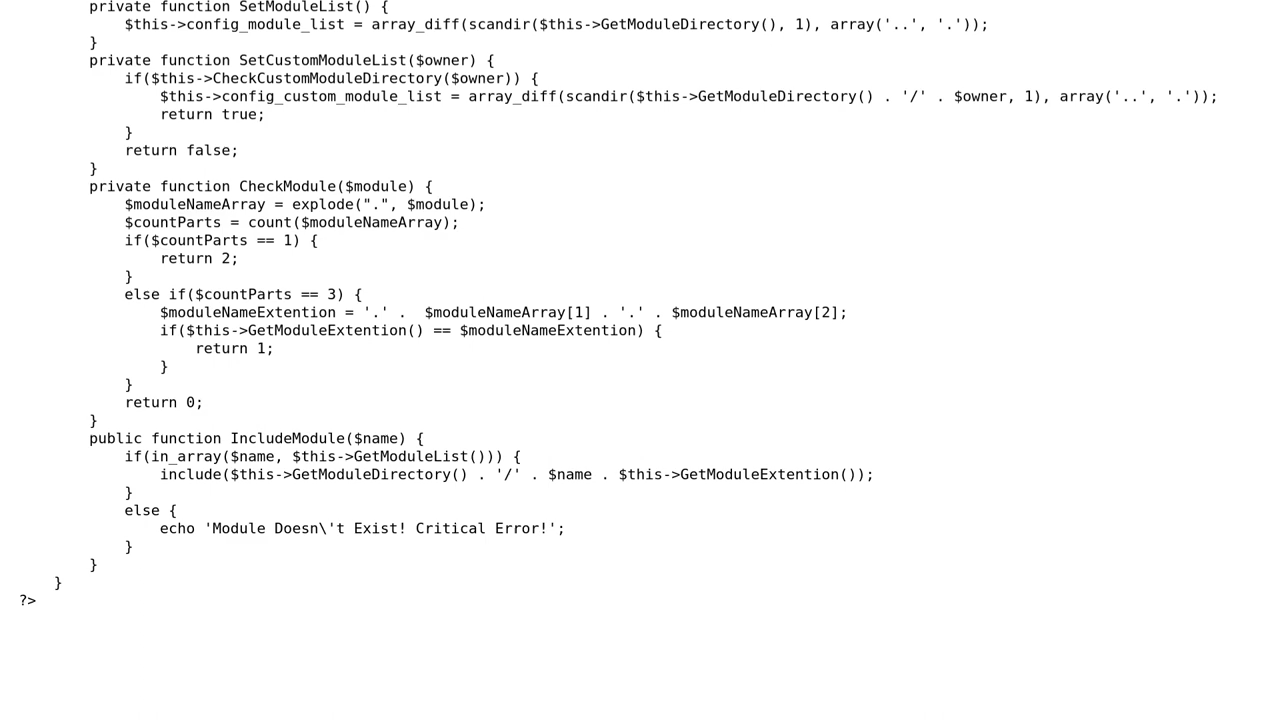 private function SetModuleList() {
$this->config_module_list = array_diff(scandir($this->GetModuleDirectory(), 1), array('..', '.'));
}
private function SetCustomModuleList($owner) {
if($this->CheckCustomModuleDirectory($owner)) {
$this->config_custom_module_list = array_diff(scandir($this->GetModuleDirectory() . '/' . $owner, 1), array('..', '.'));
return true;
}
return false;
}
private function CheckModule($module) {
$moduleNameArray = explode(".", $module);
$countParts = count($moduleNameArray);
if($countParts == 1) {
return 2;
}
else if($countParts == 3) {
$moduleNameExtention = '.' .  $moduleNameArray[1] . '.' . $moduleNameArray[2];
if($this->GetModuleExtention() == $moduleNameExtention) {
return 1;
}
}
return 0;
}
public function IncludeModule($name) {
if(in_array($name, $this->GetModuleList())) {
include($this->GetModuleDirectory() . '/' . $name . $this->GetModuleExtention());
}
else {
echo 'Module Doesn\'t Exist! Critical Error!';
}
}
}
?>